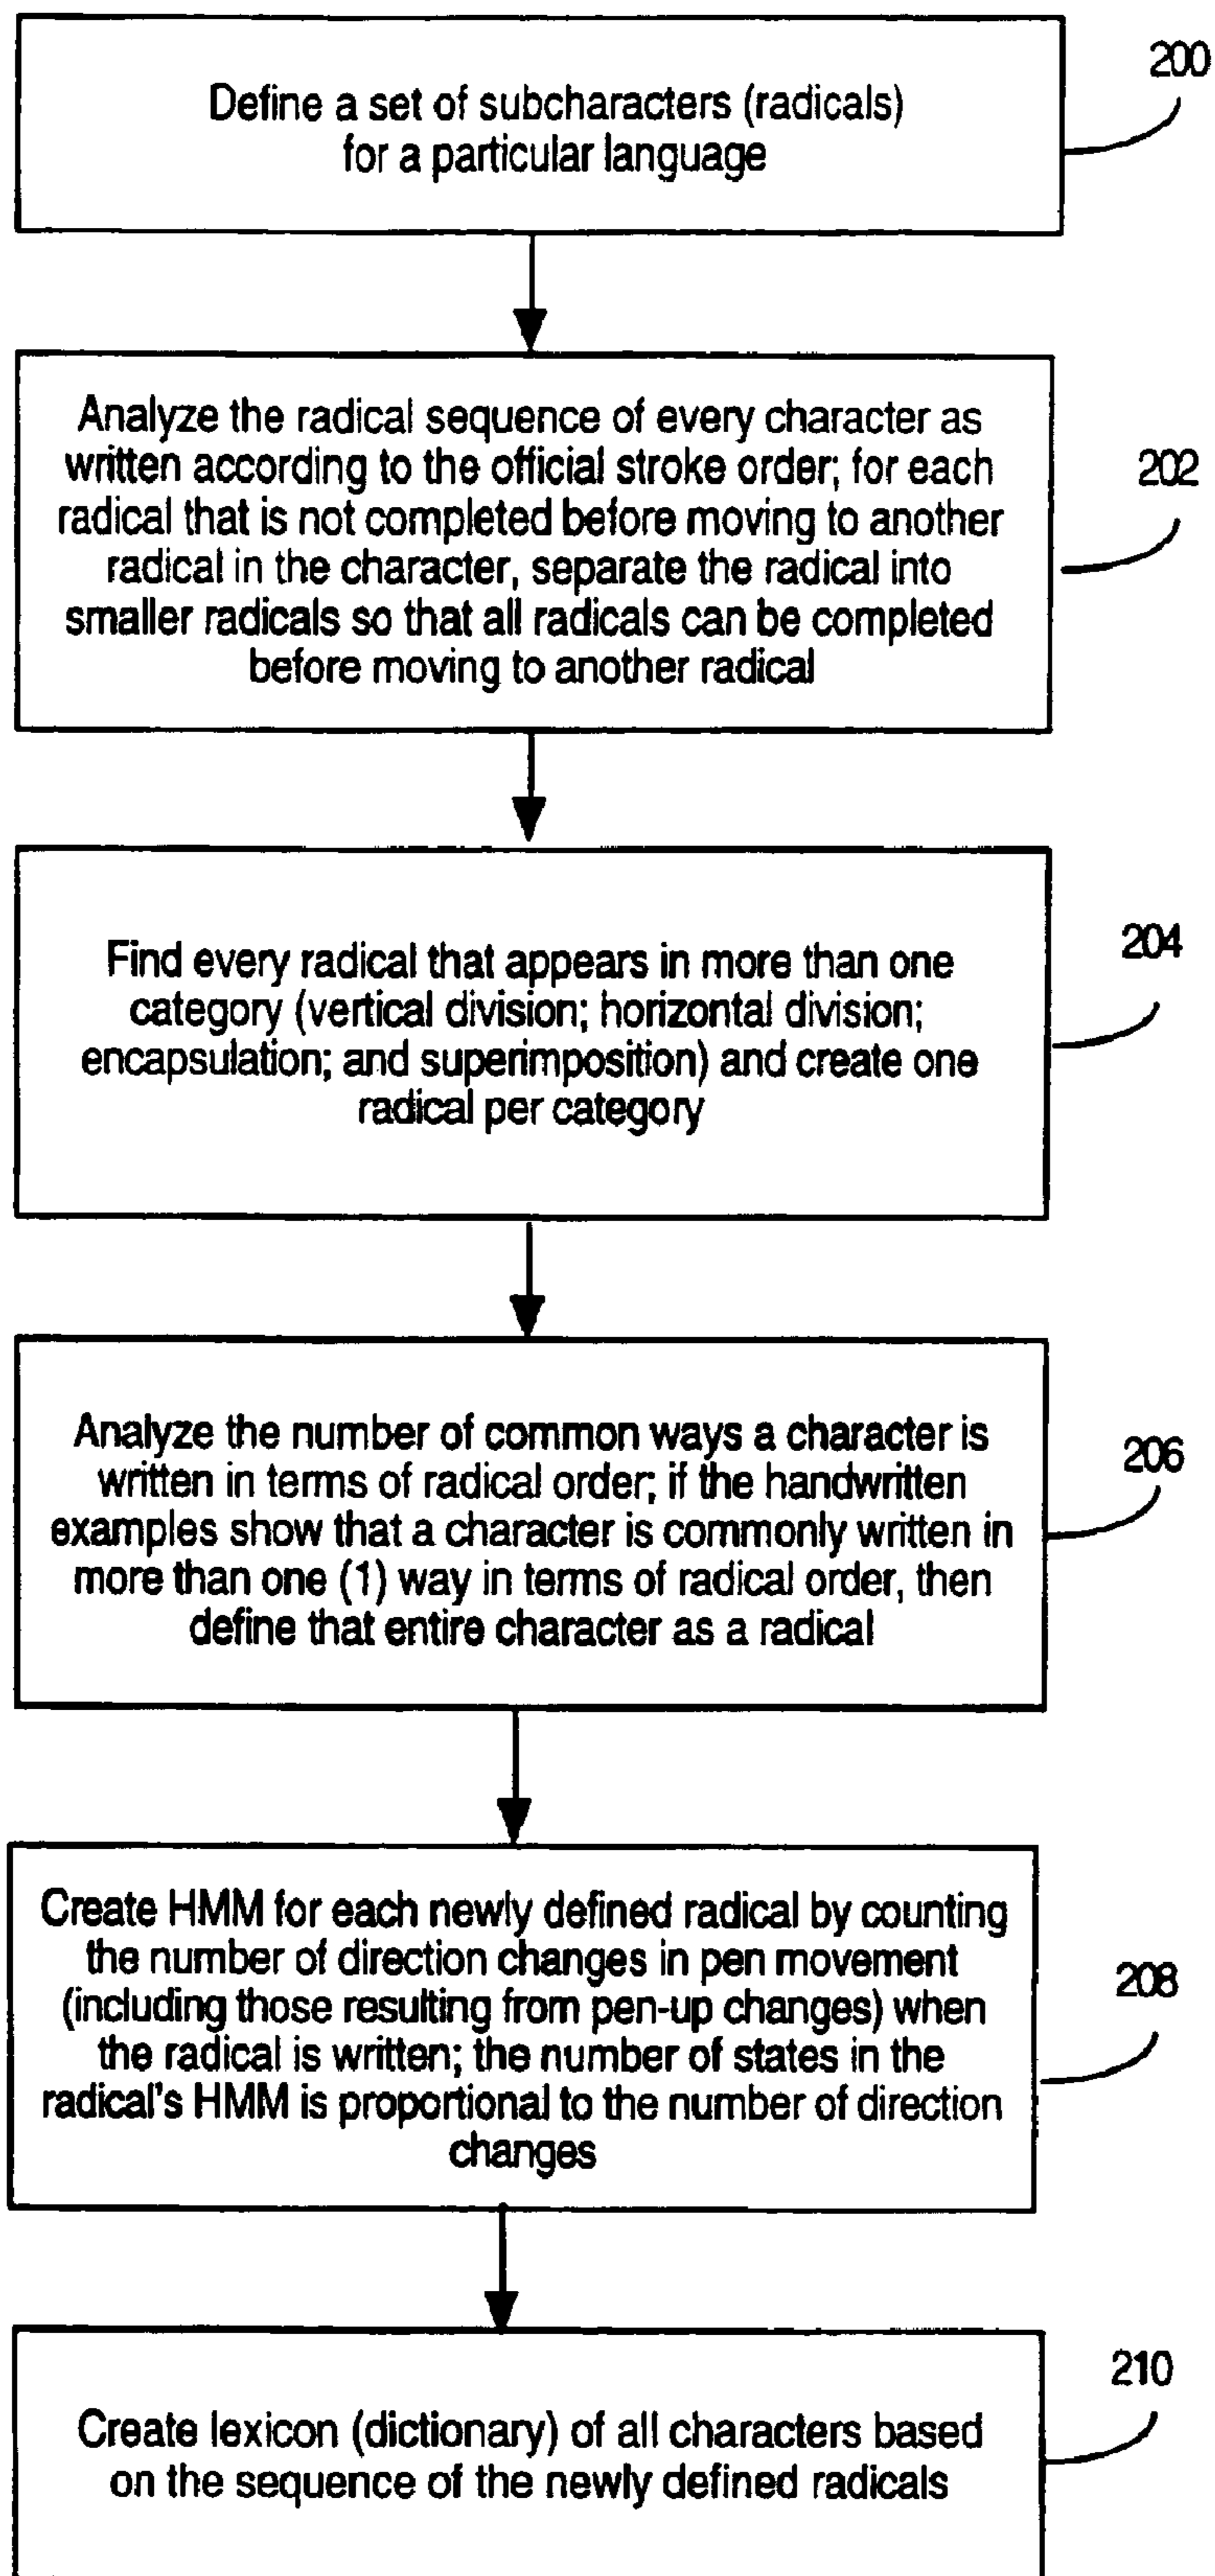 200
Define a set of subcharacters (radicals)
for a particular language
202
Analyze the radical sequence of every character as
written according to the official stroke order; for each
radical that is not completed before moving to another
radical in the character, separate the radical into
smaller radicals so that all radicals can be completed
before moving to another radical
204
Find every radical that appears in more than one
category (vertical division; horizontal division;
encapsulation; and superimposition) and create one
radical per category
206
Analyze the number of common ways a character is
written in terms of radical order; if the handwritten
examples show that a character is commonly written in
more than one (1) way in terms of radical order, then
define that entire character as a radical
208
Create HMM for each newly defined radical by counting
the number of direction changes in pen movement
(including those resulting from pen-up changes) when
the radical is written; the number of states in the
radical's HMM is proportional to the number of direction
changes
210
Create lexicon (dictionary) of all characters based
on the sequence of the newly defined radicals